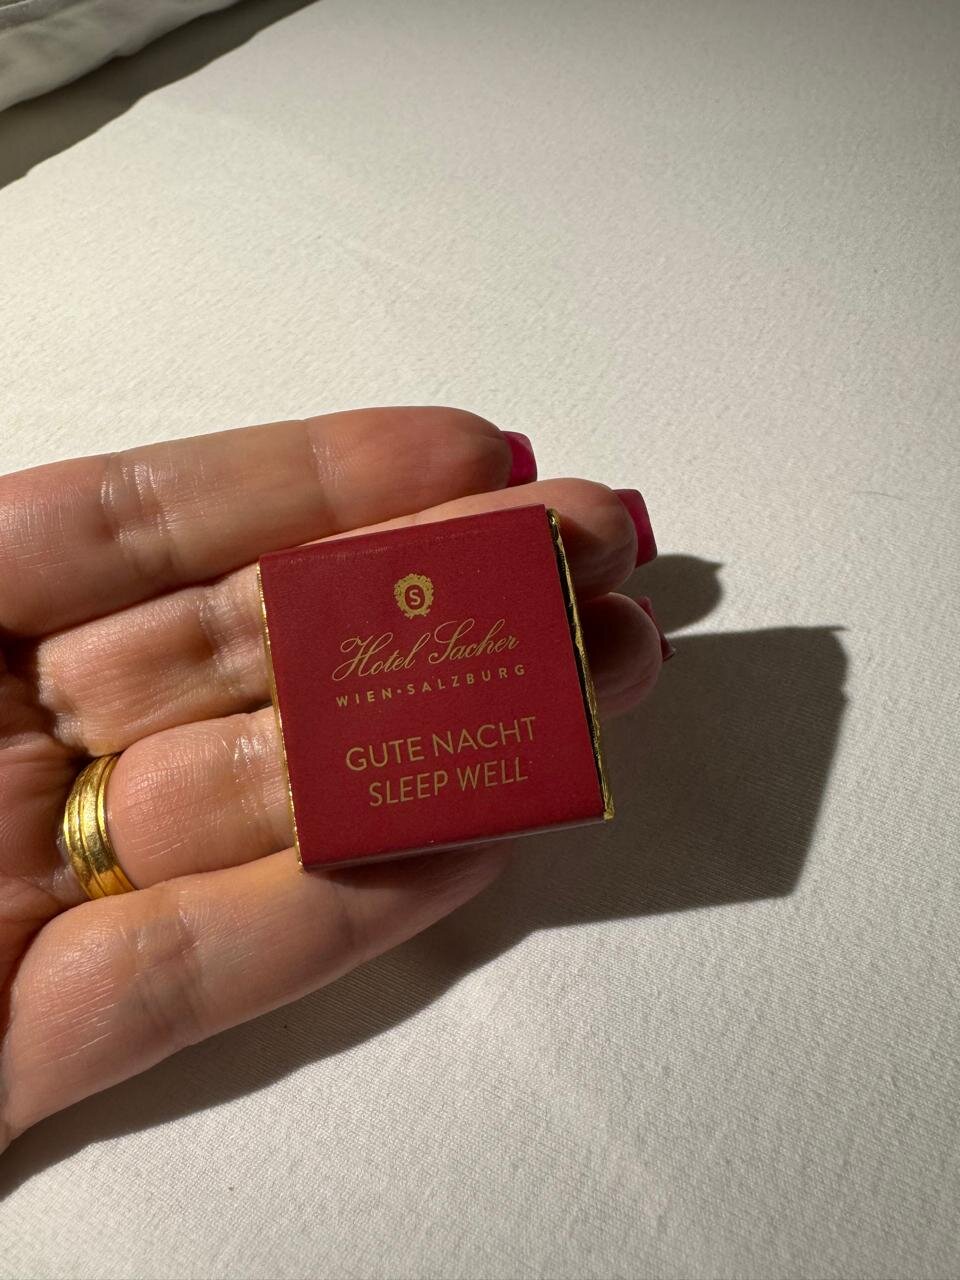 S
Hotel Sacher
WIEN·SALZBURG
GUTE NACHT
SLEEP WELL